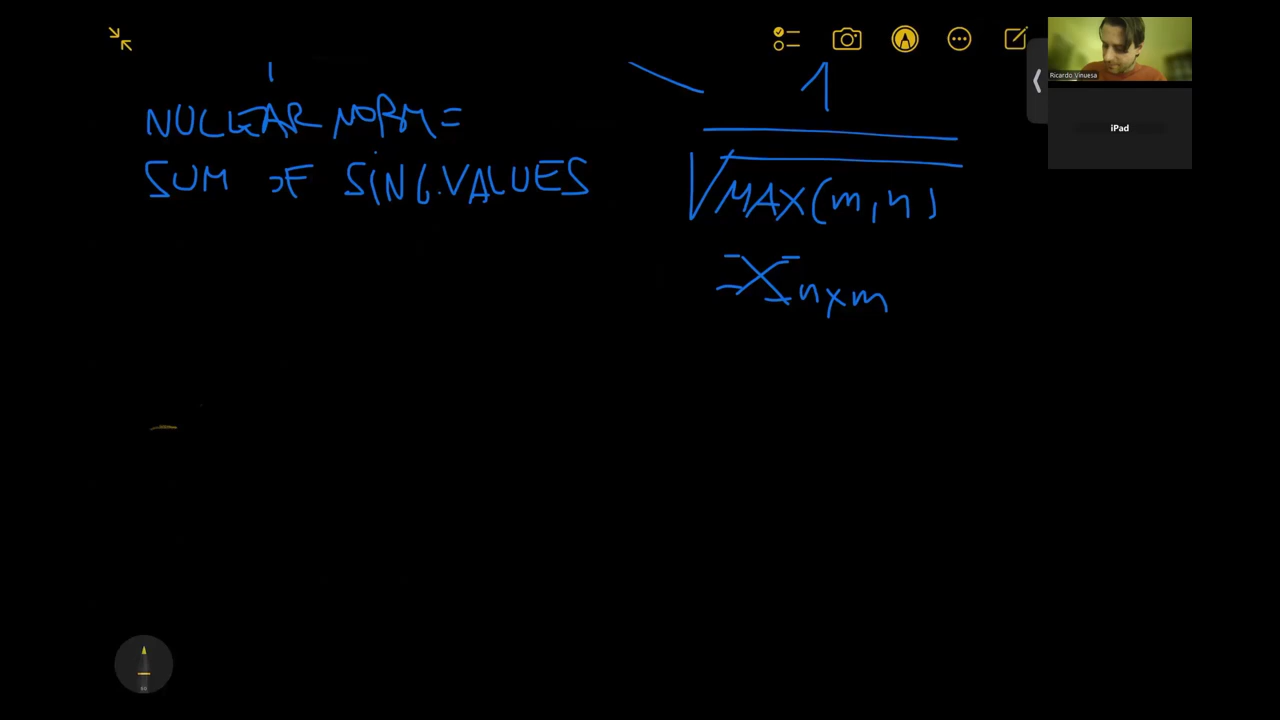 NUCLEAR NORM =
SUM OF SING. VALUES
1
√MAX(m,n)
X n×m
Ricardo Vinuesa
iPad